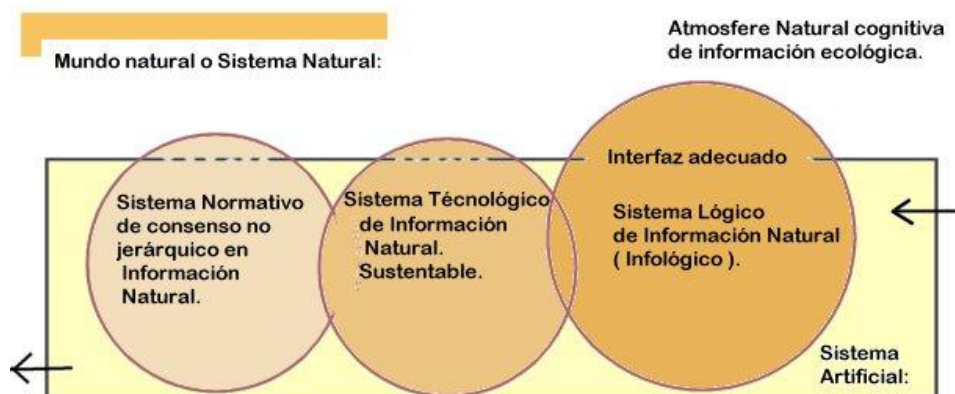 Atmosfere Natural cognitiva
de información ecológica.
Mundo natural o Sistema Natural:
Sistema Normativo
de consenso no
jerárquico en
Información
Natural.
Sistema Técnológico
de Información
Natural.
Sustentable.
Interfaz adecuado
Sistema Lógico
de Información Natural
( Infológico ).
Sistema
Artificial: